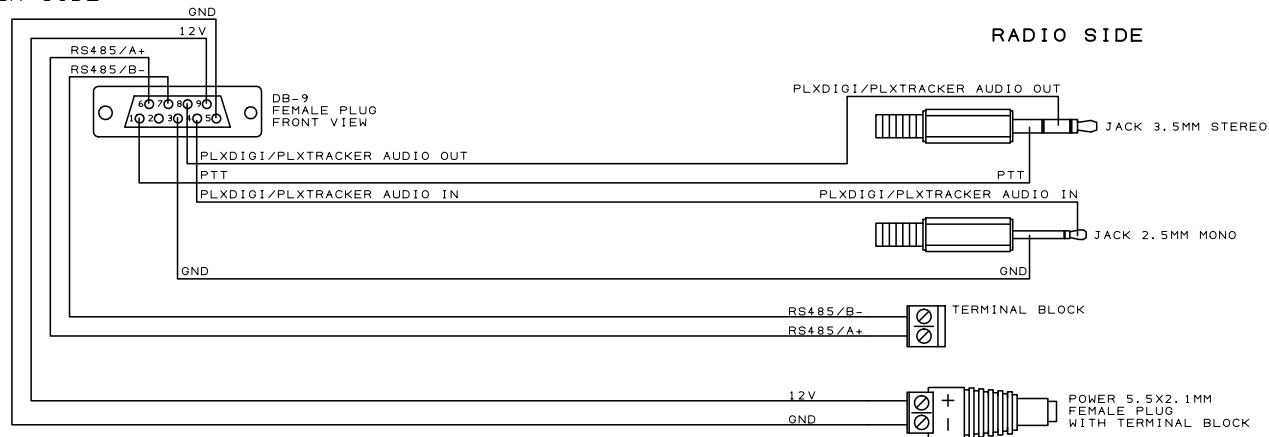 GND
12V
RS485/A+
RS485/B-
RADIO SIDE
6 7 8 9
1 2 3 4 5
DB-9
FEMALE PLUG
FRONT VIEW
PLXDIGI/PLXTRACKER AUDIO OUT
JACK 3.5MM STEREO
PLXDIGI/PLXTRACKER AUDIO OUT
PTT
PTT
PLXDIGI/PLXTRACKER AUDIO IN
PLXDIGI/PLXTRACKER AUDIO IN
JACK 2.5MM MONO
GND
GND
RS485/B-
TERMINAL BLOCK
RS485/A+
12V
GND
+
-
POWER 5.5X2.1MM
FEMALE PLUG
WITH TERMINAL BLOCK